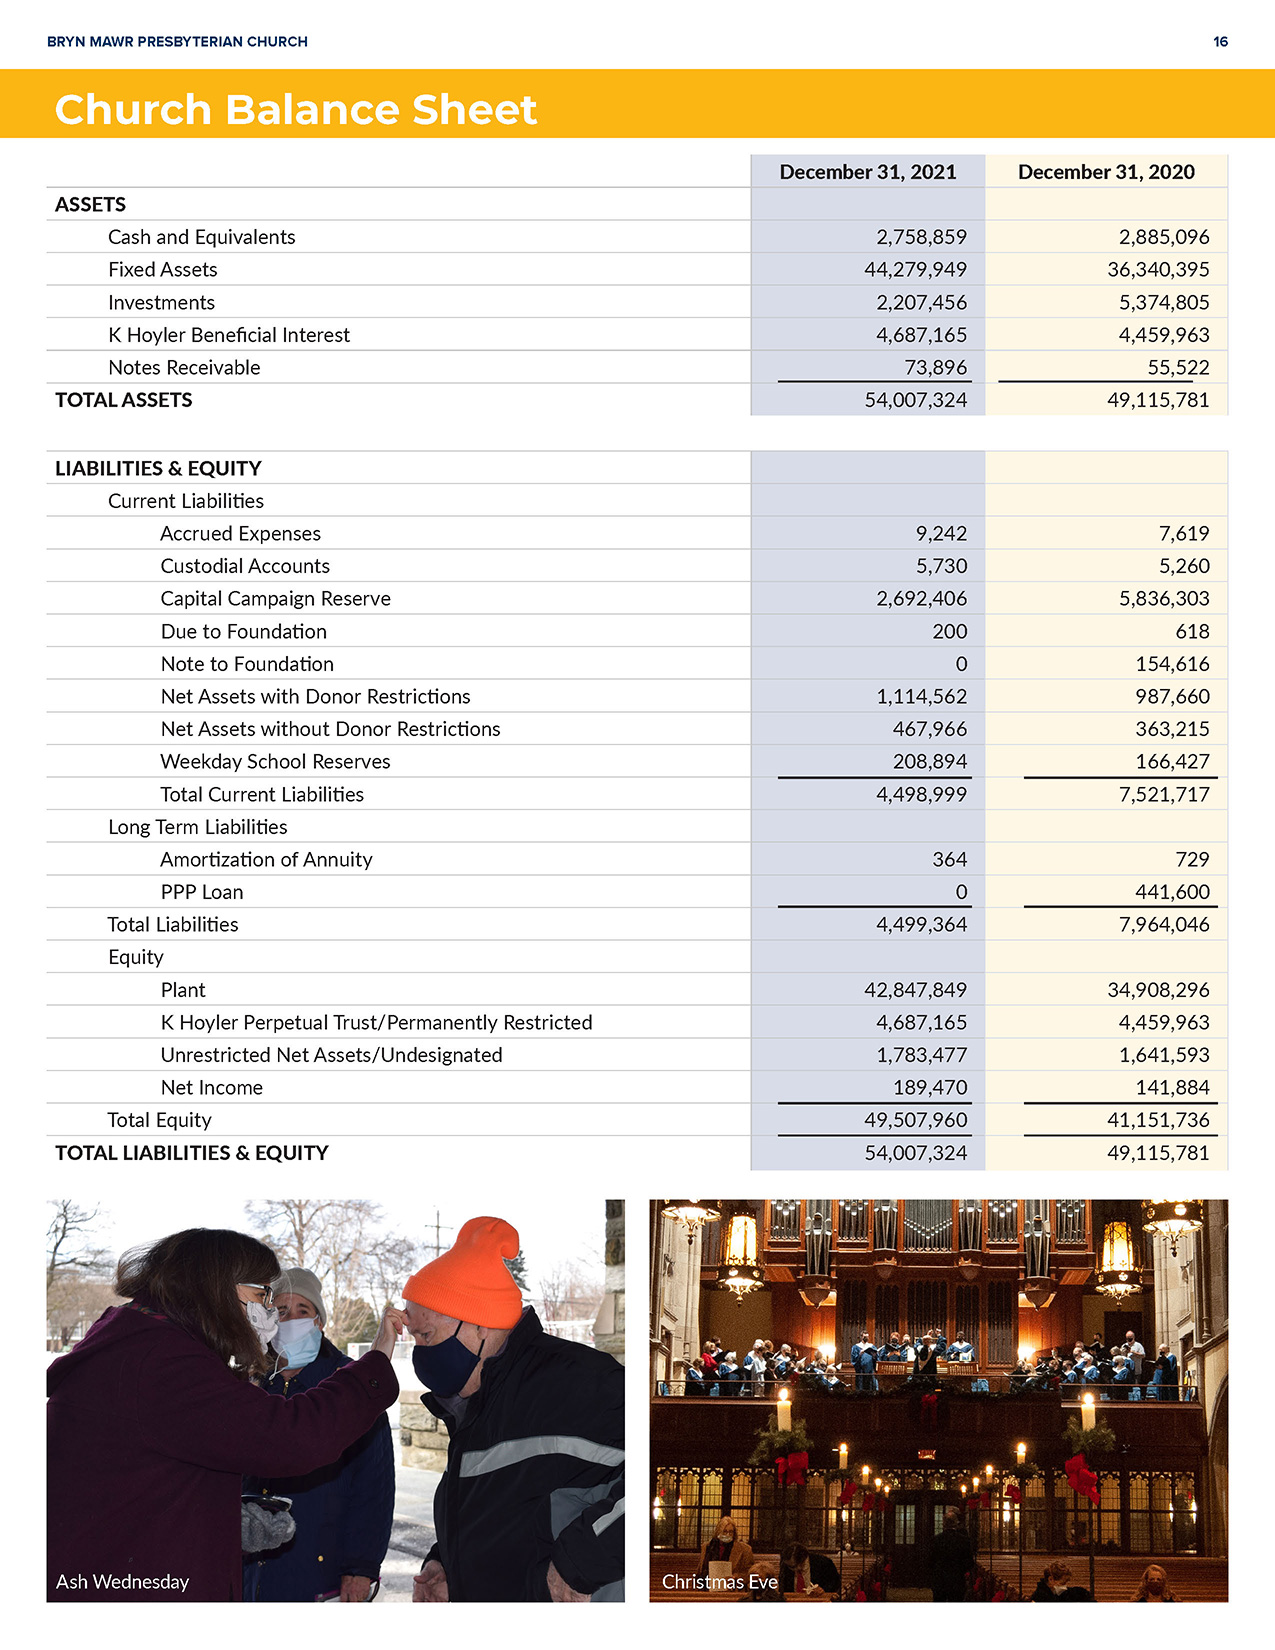 BRYN MAWR PRESBYTERIAN CHURCH 16
Church Balance Sheet
December 31, 2021 December 31, 2020
ASSETS
Cash and Equivalents 2,758,859 2,885,096
Fixed Assets 44,279,949 36,340,395
Investments 2,207,456 5,374,805
K Hoyler Beneficial Interest 4,687,165 4,459,963
Notes Receivable 73,896 55,522
TOTAL ASSETS 54,007,324 49,115,781
LIABILITIES & EQUITY
Current Liabilities
Accrued Expenses 9,242 7,619
Custodial Accounts 5,730 5,260
Capital Campaign Reserve 2,692,406 5,836,303
Due to Foundation 200 618
Note to Foundation 0 154,616
Net Assets with Donor Restrictions 1,114,562 987,660
Net Assets without Donor Restrictions 467,966 363,215
Weekday School Reserves 208,894 166,427
Total Current Liabilities 4,498,999 7,521,717
Long Term Liabilities
Amortization of Annuity 364 729
PPP Loan 0 441,600
Total Liabilities 4,499,364 7,964,046
Equity
Plant 42,847,849 34,908,296
K Hoyler Perpetual Trust/Permanently Restricted 4,687,165 4,459,963
Unrestricted Net Assets/Undesignated 1,783,477 1,641,593
Net Income 189,470 141,884
Total Equity 49,507,960 41,151,736
TOTAL LIABILITIES & EQUITY 54,007,324 49,115,781
Ash Wednesday Christmas Eve